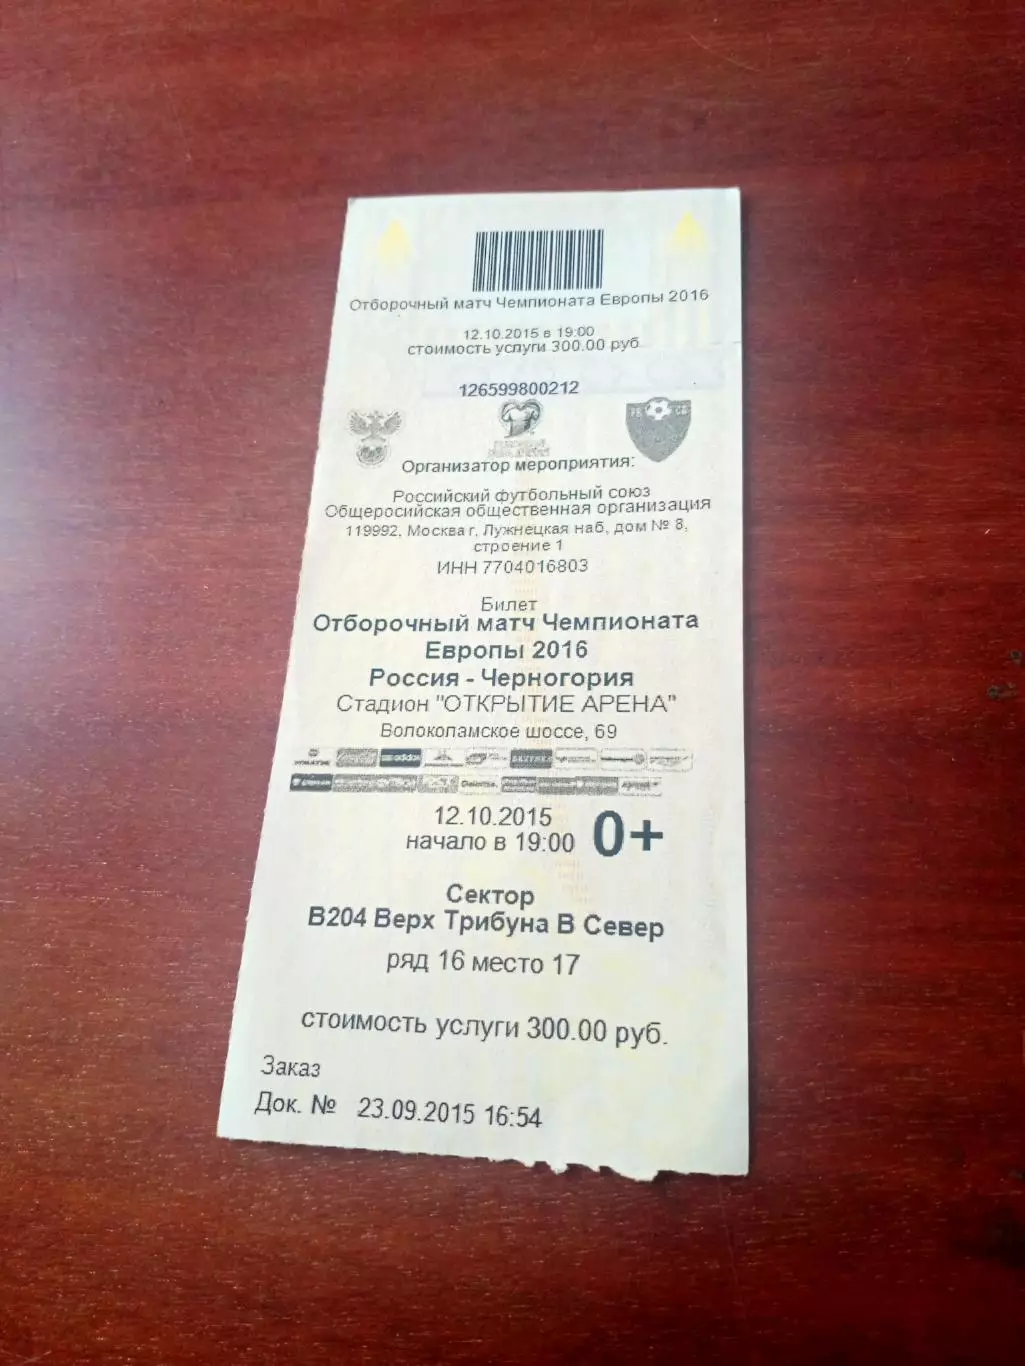 Отборочный матч Чемпионата Европы 2016
12.10.2015 в 19:00
стоимость услуги 300.00 руб
126599800212
Организатор мероприятия:
Российский футбольный союз
Общеросийская общественная организация
119992, Москва г, Лужнецкая наб, дом № 8,
строение 1
ИНН 7704016803
Билет
Отборочный матч Чемпионата
Европы 2016
Россия - Черногория
Стадион "ОТКРЫТИЕ АРЕНА"
Волоколамское шоссе, 69
12.10.2015
начало в 19:00
0+
Сектор
B204 Верх Трибуна B Север
ряд 16 место 17
стоимость услуги 300.00 руб.
Заказ
Док. № 23.09.2015 16:54